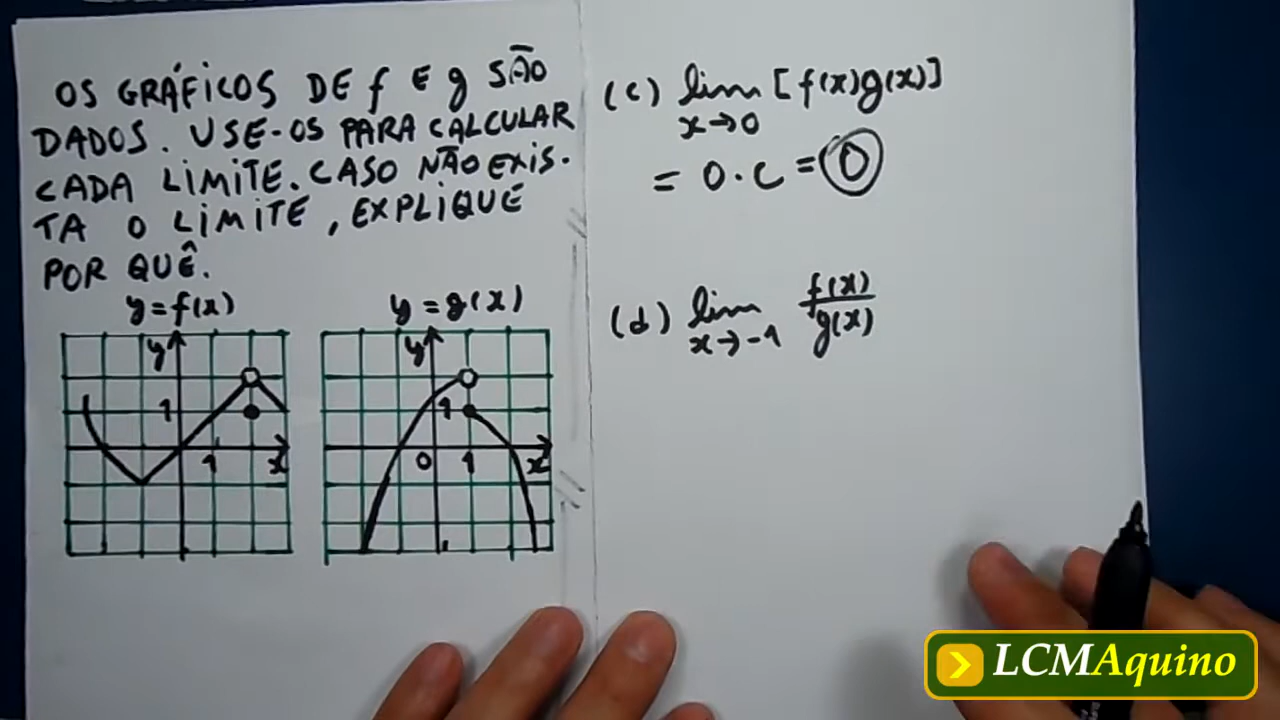 OS GRÁFICOS DE f E g SÃO
DADOS. USE-OS PARA CALCULAR
CADA LIMITE. CASO NÃO EXIS-
TA O LIMITE, EXPLIQUE
POR QUÊ.
y=f(x)
y
1
1
x
y=g(x)
y
1
0
1
x
(c) lim [f(x)g(x)]
x→0
= 0·c = 0
(d) lim f(x)/g(x)
x→-1
LCMAquino